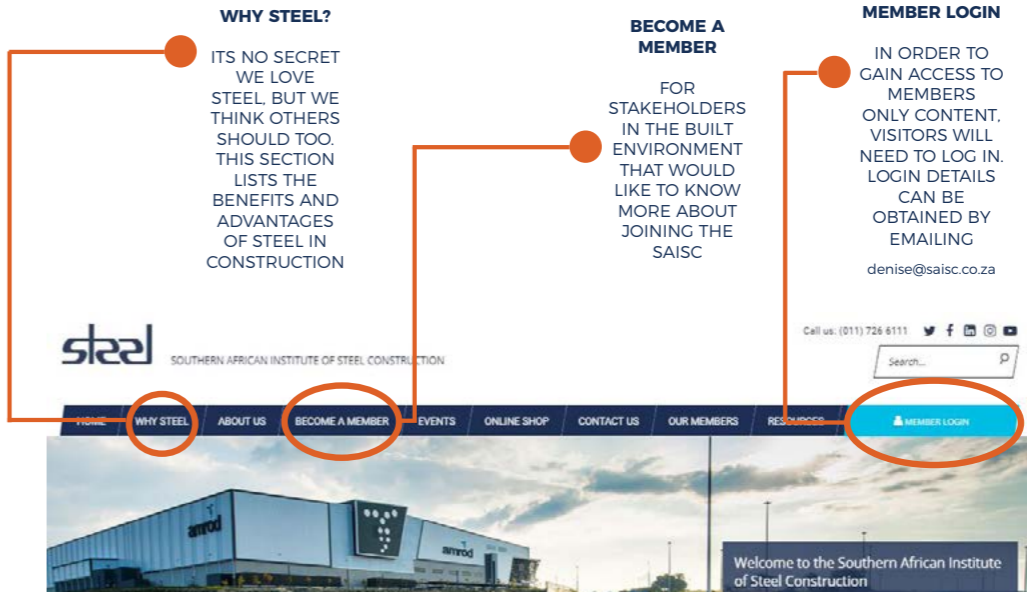 WHY STEEL?
ITS NO SECRET
WE LOVE
STEEL, BUT WE
THINK OTHERS
SHOULD TOO.
THIS SECTION
LISTS THE
BENEFITS AND
ADVANTAGES
OF STEEL IN
CONSTRUCTION
BECOME A
MEMBER
FOR
STAKEHOLDERS
IN THE BUILT
ENVIRONMENT
THAT WOULD
LIKE TO KNOW
MORE ABOUT
JOINING THE
SAISC
MEMBER LOGIN
IN ORDER TO
GAIN ACCESS TO
MEMBERS
ONLY CONTENT,
VISITORS WILL
NEED TO LOG IN.
LOGIN DETAILS
CAN BE
OBTAINED BY
EMAILING
denise@saisc.co.za
Call us: (011) 726 6111
steel
SOUTHERN AFRICAN INSTITUTE OF STEEL CONSTRUCTION
Search...
HOME WHY STEEL ABOUT US BECOME A MEMBER EVENTS ONLINE SHOP CONTACT US OUR MEMBERS RESOURCES MEMBER LOGIN
amrod
amrod
Welcome to the Southern African Institute
of Steel Construction